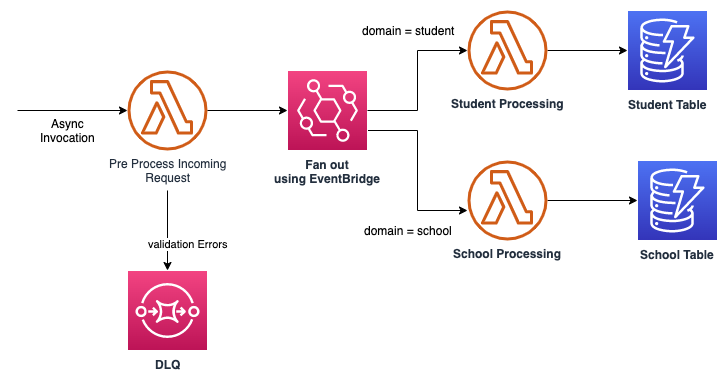 domain = student
Student Processing
Student Table
Async
Invocation
Pre Process Incoming
Request
Fan out
using EventBridge
domain = school
School Processing
School Table
validation Errors
DLQ